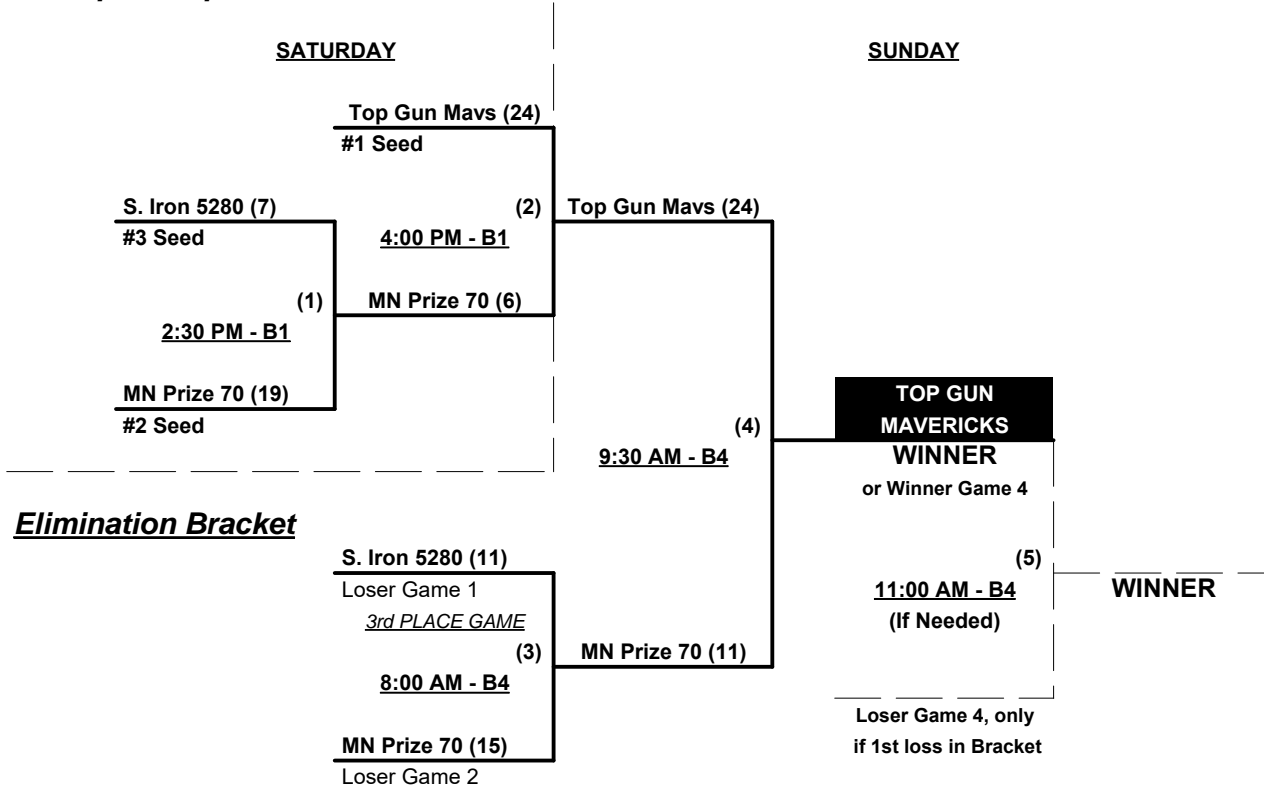 SATURDAY
SUNDAY
Top Gun Mavs (24)
#1 Seed
S. Iron 5280 (7)
#3 Seed
(2)
4:00 PM - B1
Top Gun Mavs (24)
(1)
2:30 PM - B1
MN Prize 70 (6)
MN Prize 70 (19)
#2 Seed
(4)
9:30 AM - B4
TOP GUN
MAVERICKS
WINNER
or Winner Game 4
Elimination Bracket
S. Iron 5280 (11)
Loser Game 1
3rd PLACE GAME
(3)
8:00 AM - B4
MN Prize 70 (11)
(5)
11:00 AM - B4
(If Needed)
WINNER
MN Prize 70 (15)
Loser Game 2
Loser Game 4, only
if 1st loss in Bracket